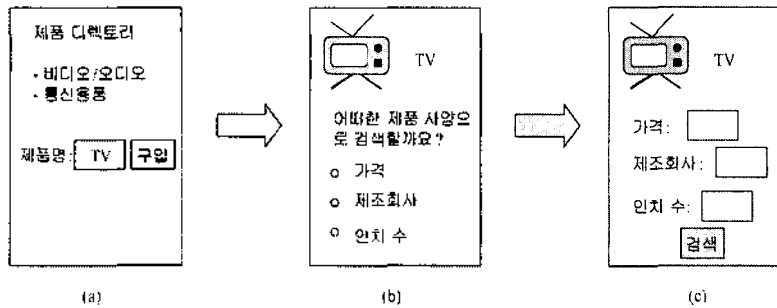 제품 디렉토리
- 비디오/오디오
- 통신용품
제품명: TV 구입
(a)
TV
어떠한 제품 사양으
로 검색할까요?
o 가격
o 제조회사
o 인치 수
(b)
TV
가격:
제조회사:
인치 수:
검색
(c)